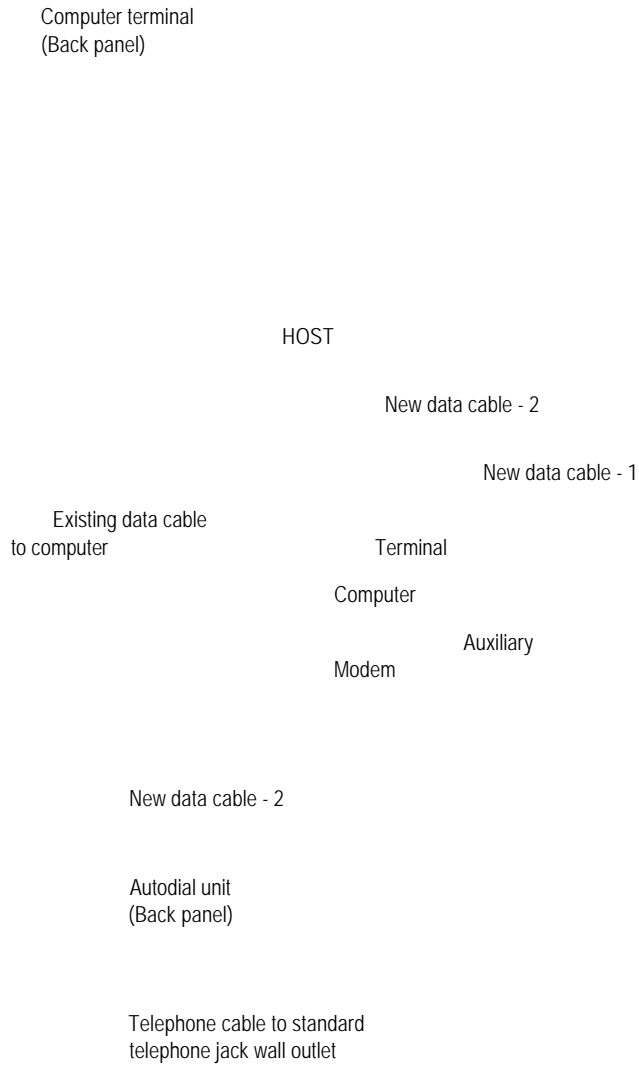 Computer terminal
(Back panel)
HOST
New data cable - 2
New data cable - 1
Existing data cable
to computer
Terminal
Computer
Auxiliary
Modem
New data cable - 2
Autodial unit
(Back panel)
Telephone cable to standard
telephone jack wall outlet